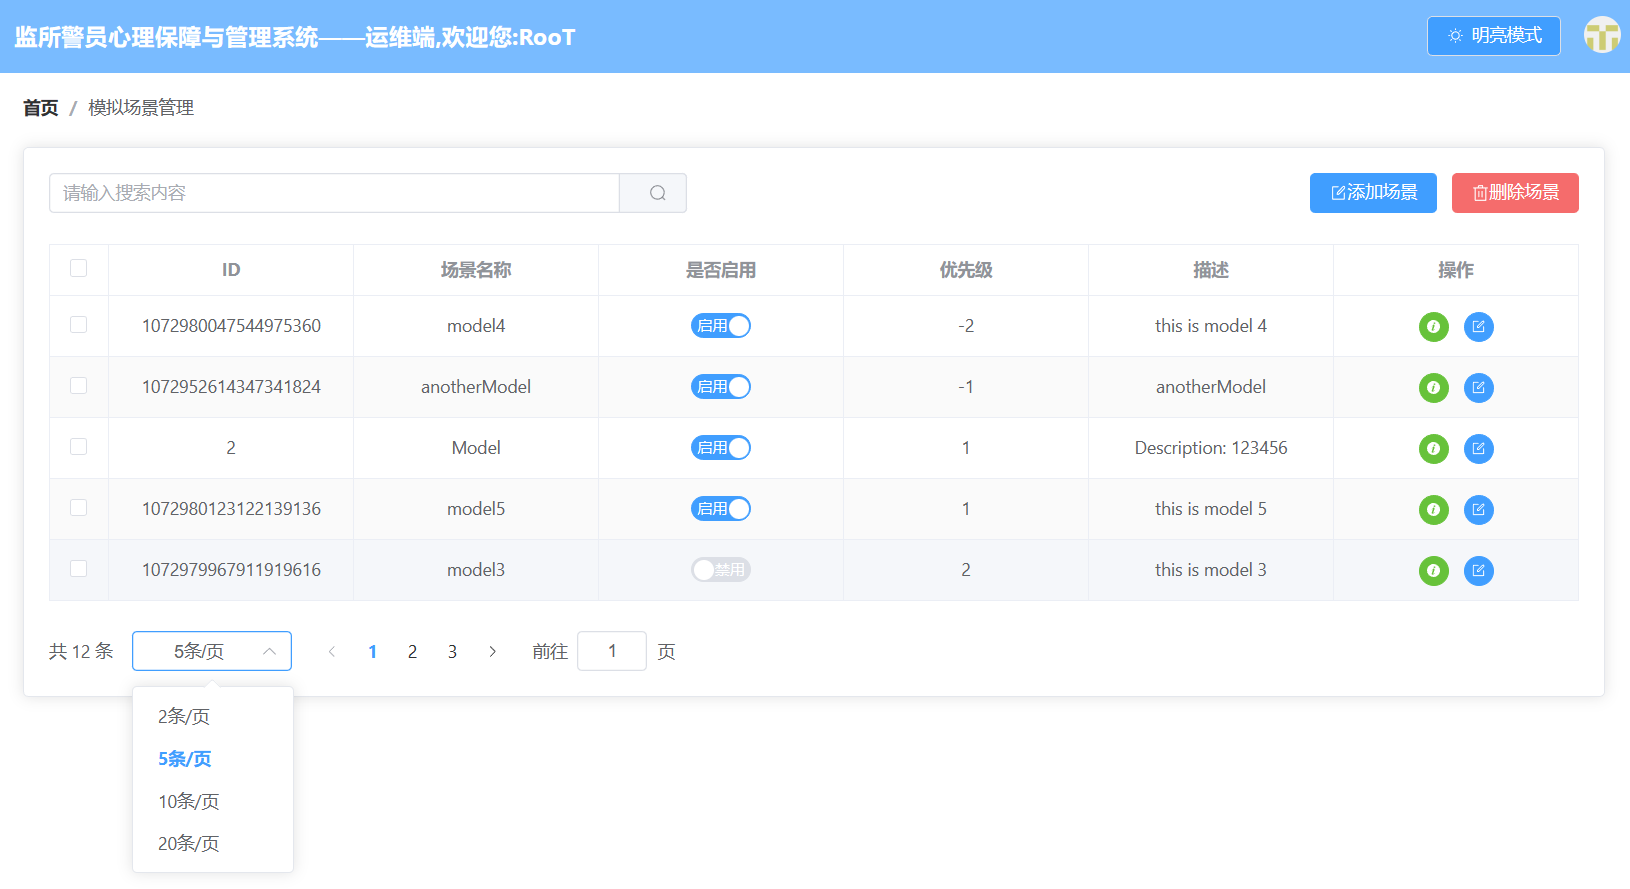 监所警员心理保障与管理系统——运维端,欢迎您:RooT
明亮模式
首页 / 模拟场景管理
请输入搜索内容
添加场景 删除场景
ID 场景名称 是否启用 优先级 描述 操作
1072980047544975360 model4 启用 -2 this is model 4
1072952614347341824 anotherModel 启用 -1 anotherModel
2 Model 启用 1 Description: 123456
1072980123122139136 model5 启用 1 this is model 5
1072979967911919616 model3 禁用 2 this is model 3
共 12 条 5条/页 1 2 3 前往 1 页
2条/页
5条/页
10条/页
20条/页